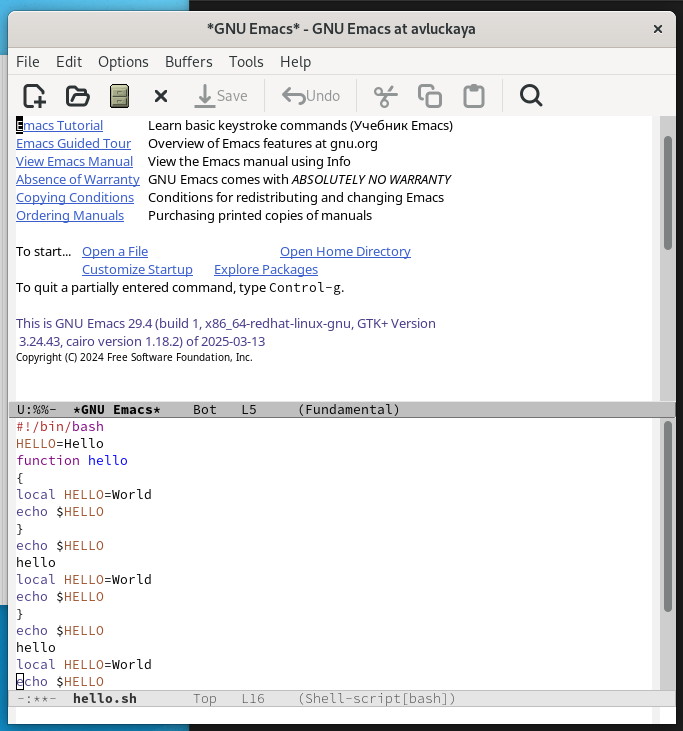 *GNU Emacs* - GNU Emacs at avluckaya
File Edit Options Buffers Tools Help
Save Undo
Emacs Tutorial Learn basic keystroke commands (Учебник Emacs)
Emacs Guided Tour Overview of Emacs features at gnu.org
View Emacs Manual View the Emacs manual using Info
Absence of Warranty GNU Emacs comes with ABSOLUTELY NO WARRANTY
Copying Conditions Conditions for redistributing and changing Emacs
Ordering Manuals Purchasing printed copies of manuals
To start... Open a File Open Home Directory
Customize Startup Explore Packages
To quit a partially entered command, type Control-g.
This is GNU Emacs 29.4 (build 1, x86_64-redhat-linux-gnu, GTK+ Version
3.24.43, cairo version 1.18.2) of 2025-03-13
Copyright (C) 2024 Free Software Foundation, Inc.
U:%%- *GNU Emacs* Bot L5 (Fundamental)
#!/bin/bash
HELLO=Hello
function hello
{
local HELLO=World
echo $HELLO
}
echo $HELLO
hello
local HELLO=World
echo $HELLO
}
echo $HELLO
hello
local HELLO=World
echo $HELLO
-:**- hello.sh Top L16 (Shell-script[bash])